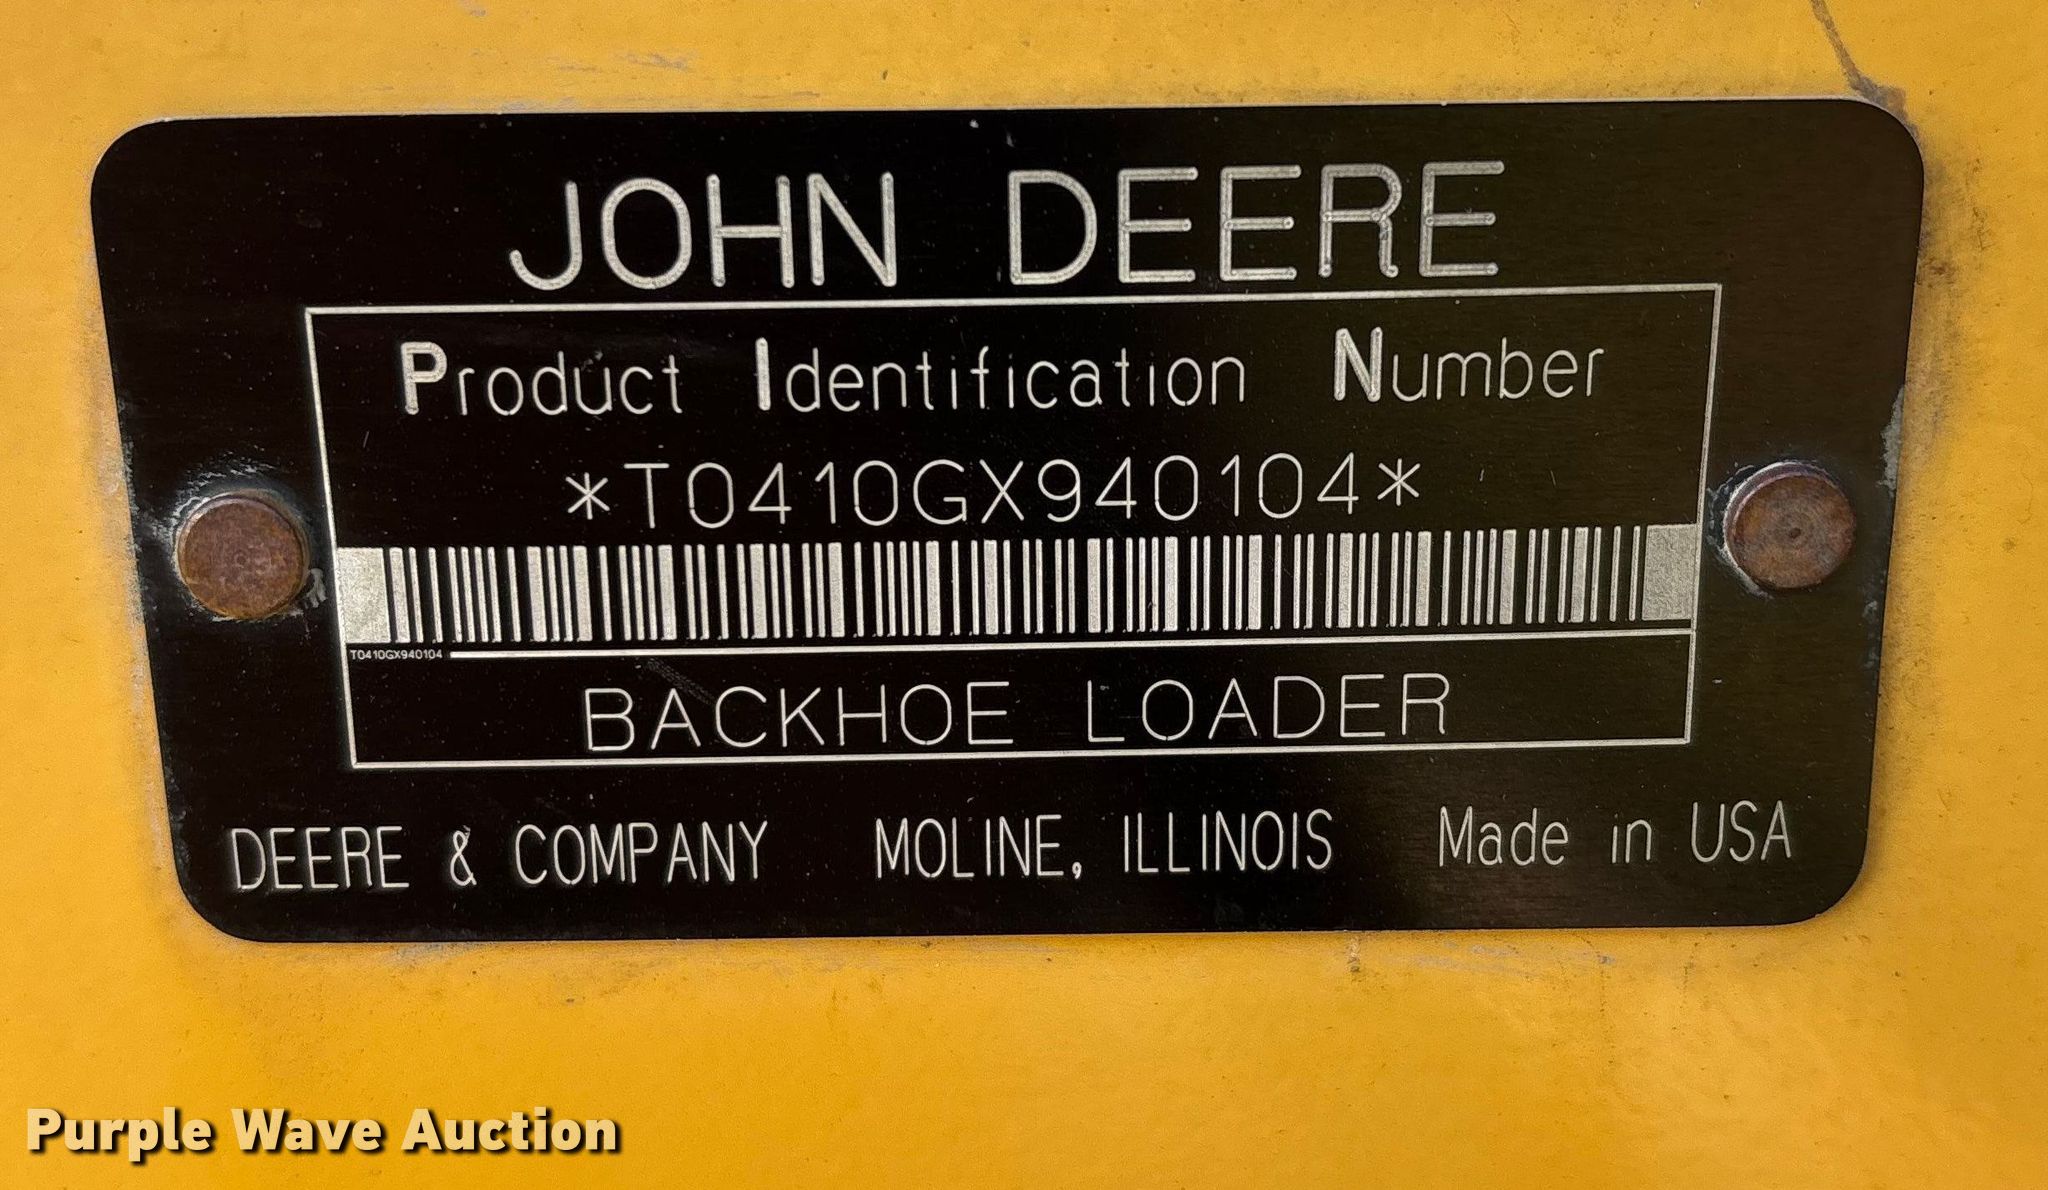 JOHN DEERE
Product Identification Number
*T0410GX940104*
T0410GX940104
BACKHOE LOADER
DEERE & COMPANY MOLINE, ILLINOIS Made in USA
Purple Wave Auction